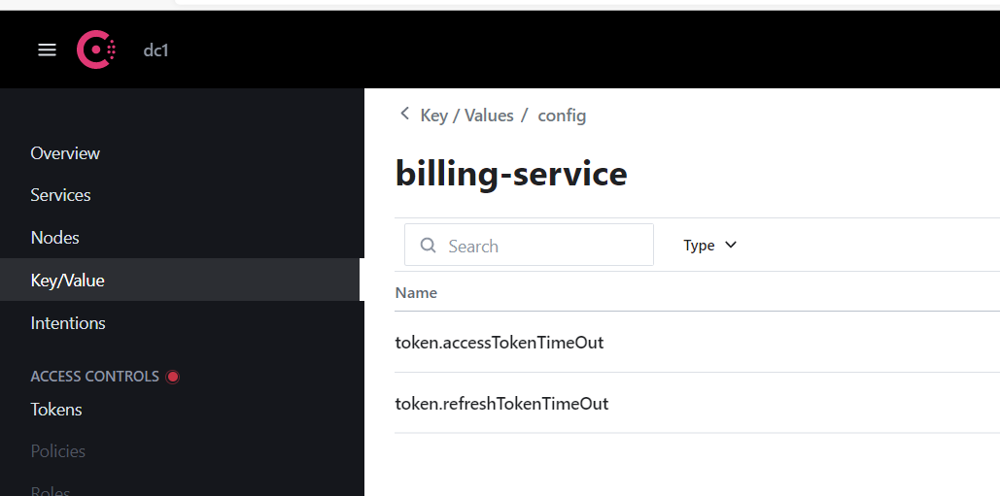 dc1
Overview
Services
Nodes
Key/Value
Intentions
ACCESS CONTROLS
Tokens
Policies
Roles
Key / Values / config
billing-service
Search
Type
Name
token.accessTokenTimeOut
token.refreshTokenTimeOut